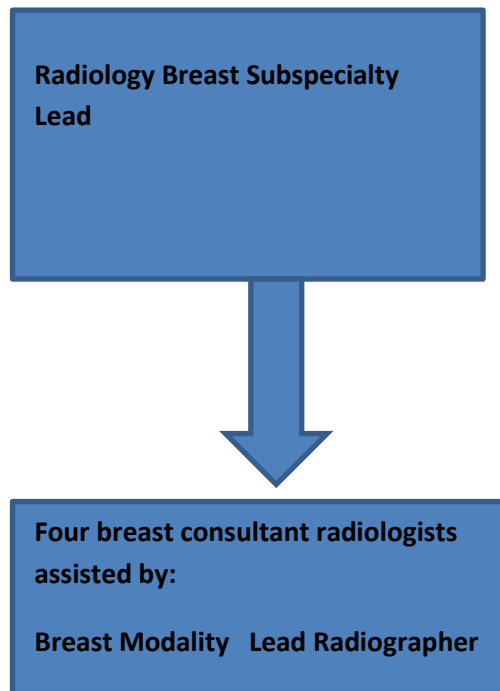 Radiology Breast Subspecialty
Lead
Four breast consultant radiologists
assisted by:
Breast Modality   Lead Radiographer